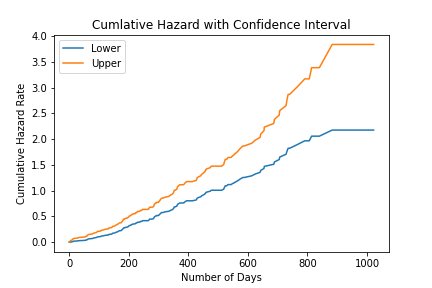 Cumlative Hazard with Confidence Interval
Lower
Upper
Cumulative Hazard Rate
4.0
3.5
3.0
2.5
2.0
1.5
1.0
0.5
0.0
0 200 400 600 800 1000
Number of Days